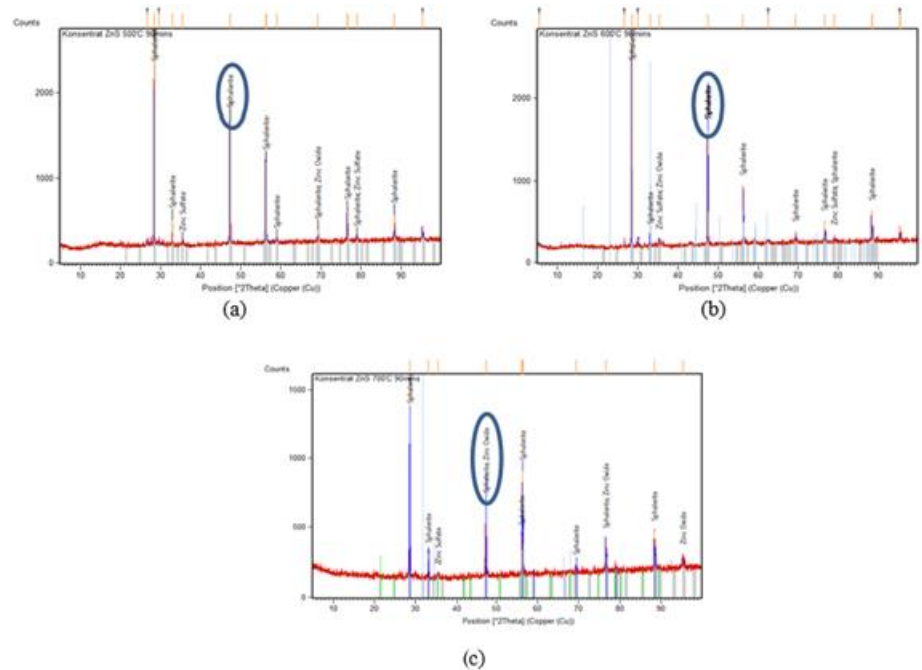 Counts
Konsentrat ZnS 500'C 90mins
2000
1000
0
Sphalerite
Sphalerite
Zinc Sulfate
Sphalerite
Sphalerite
Sphalerite
Sphalerite; Zinc Oxide
Sphalerite
Sphalerite; Zinc Sulfate
Sphalerite
10 20 30 40 50 60 70 80 90
Position [°2Theta] (Copper (Cu))
(a)
Counts
Konsentrat ZnS 600'C 90mins
2000
1000
0
Sphalerite
Sphalerite
Zinc Sulfate; Zinc Oxide
Sphalerite
Sphalerite
Sphalerite
Sphalerite
Zinc Sulfate; Sphalerite
Sphalerite
10 20 30 40 50 60 70 80 90
Position [°2Theta] (Copper (Cu))
(b)
Counts
Konsentrat ZnS 700'C 90mins
1500
1000
500
0
Sphalerite
Sphalerite
Zinc Sulfate
Sphalerite; Zinc Oxide
Sphalerite
Sphalerite
Sphalerite
Sphalerite; Zinc Oxide
Sphalerite
Zinc Oxide
10 20 30 40 50 60 70 80 90
Position [°2Theta] (Copper (Cu))
(c)